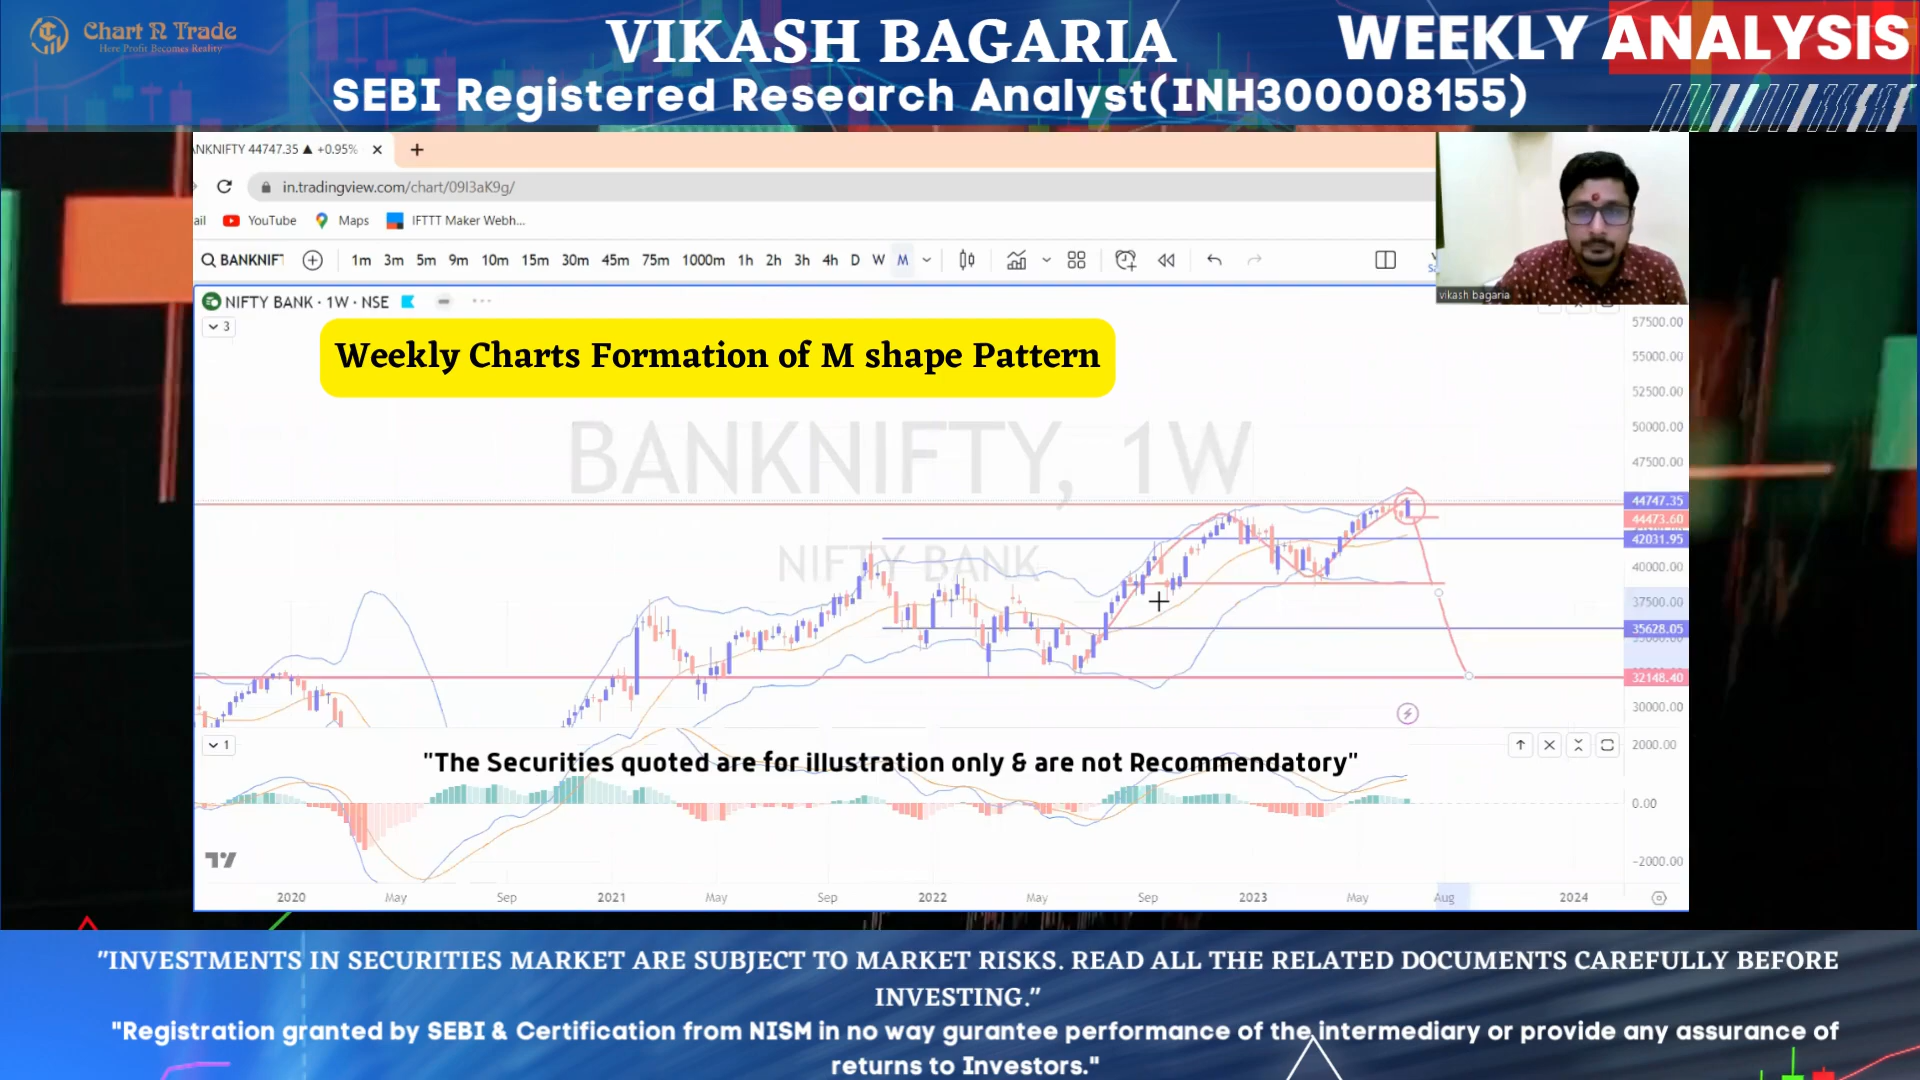 Chart N Trade
Here Profit Becomes Reality
VIKASH BAGARIA
SEBI Registered Research Analyst(INH300008155)
WEEKLY ANALYSIS
ANKNIFTY 44747.35 ▲ +0.95%
in.tradingview.com/chart/09I3aK9g/
ail YouTube Maps IFTTT Maker Webh...
BANKNIF 1m 3m 5m 9m 10m 15m 30m 45m 75m 1000m 1h 2h 3h 4h D W M
vikash bagaria
NIFTY BANK · 1W · NSE
3
Weekly Charts Formation of M shape Pattern
BANKNIFTY, 1W
NIFTY BANK
57500.00
55000.00
52500.00
50000.00
47500.00
44747.35
44473.60
42031.95
40000.00
37500.00
35628.05
32148.40
30000.00
1
"The Securities quoted are for illustration only & are not Recommendatory"
2000.00
0.00
−2000.00
2020 May Sep 2021 May Sep 2022 May Sep 2023 May Aug 2024
"INVESTMENTS IN SECURITIES MARKET ARE SUBJECT TO MARKET RISKS. READ ALL THE RELATED DOCUMENTS CAREFULLY BEFORE
INVESTING."
"Registration granted by SEBI & Certification from NISM in no way gurantee performance of the intermediary or provide any assurance of
returns to Investors."